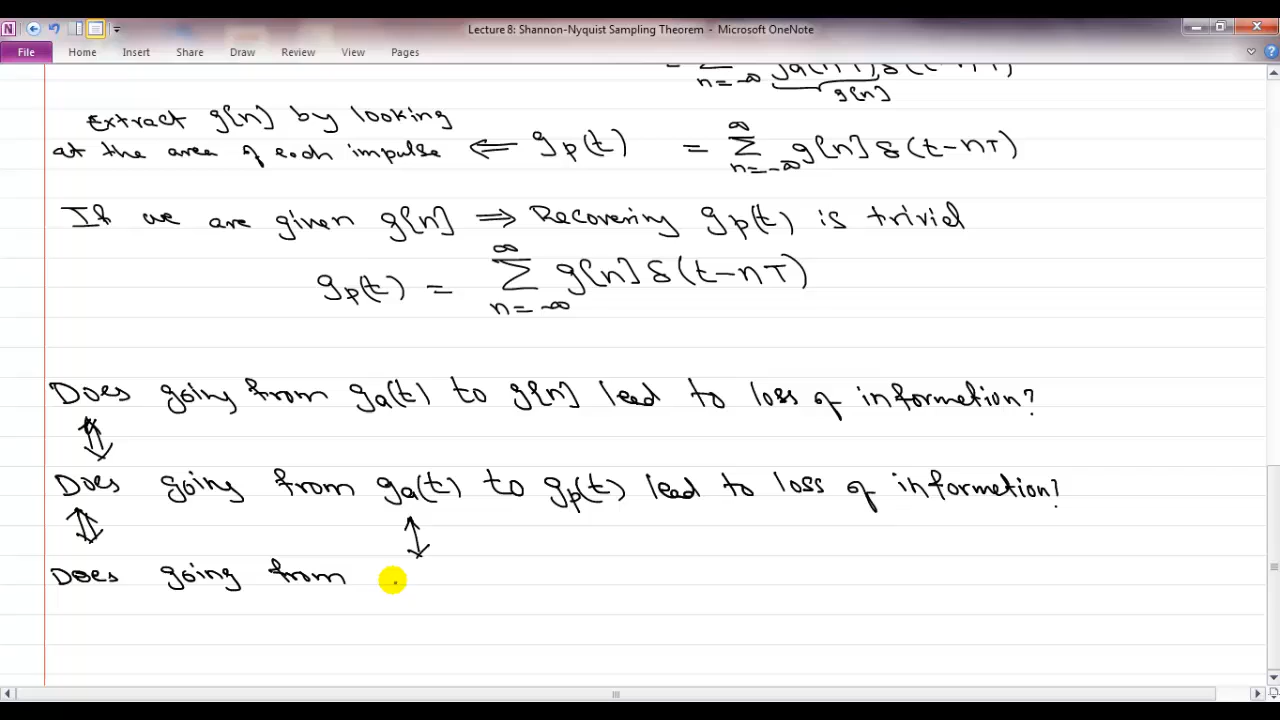 Lecture 8: Shannon-Nyquist Sampling Theorem - Microsoft OneNote
File Home Insert Share Draw Review View Pages
= ∑ n=-∞ ga(nT) δ(t-nT)
g[n]
Extract g[n] by looking
at the area of each impulse ⇐ gp(t) = ∑ n=-∞ ∞ g[n] δ(t-nT)
If we are given g[n] ⇒ Recovering gp(t) is trivial
gp(t) = ∑ n=-∞ ∞ g[n] δ(t-nT)
Does going from ga(t) to g[n] lead to loss of information?
Does going from ga(t) to gp(t) lead to loss of information?
Does going from